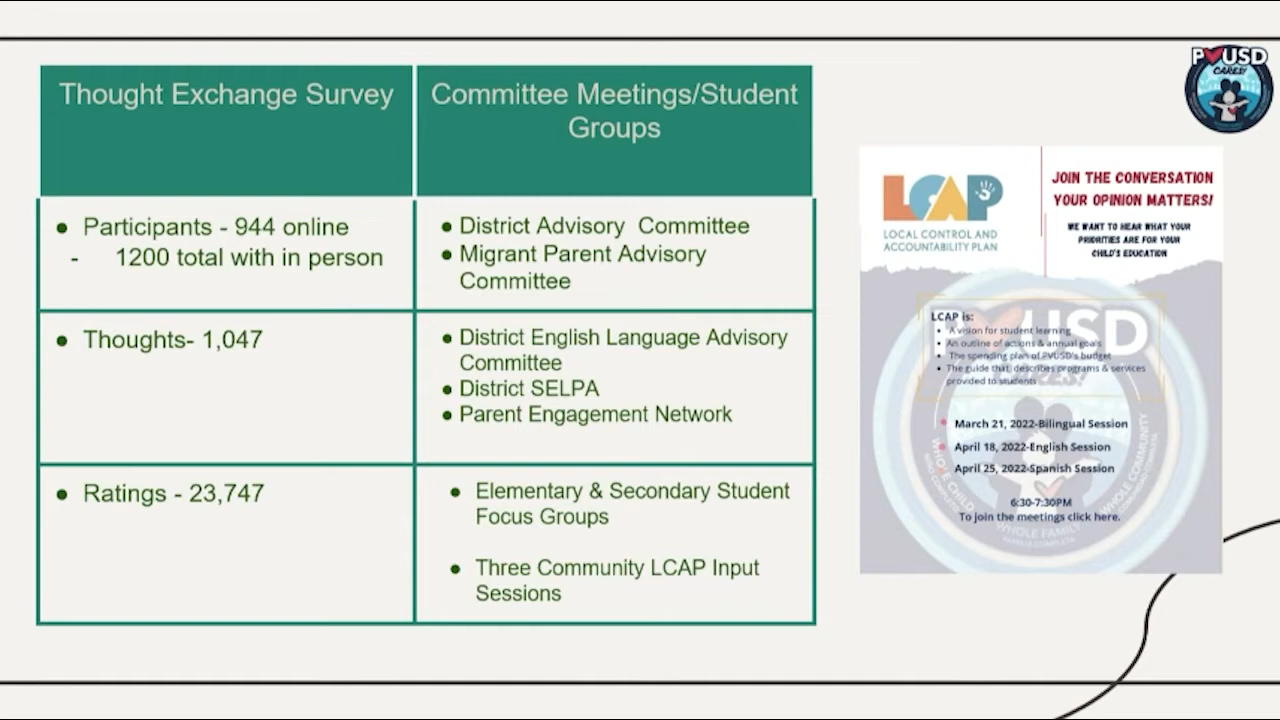 PVUSD
CARES!
Thought Exchange Survey
Committee Meetings/Student
Groups
● Participants - 944 online
- 1200 total with in person
● District Advisory Committee
● Migrant Parent Advisory
Committee
● Thoughts- 1,047
● District English Language Advisory
Committee
● District SELPA
● Parent Engagement Network
● Ratings - 23,747
● Elementary & Secondary Student
Focus Groups
● Three Community LCAP Input
Sessions
LCAP
LOCAL CONTROL AND
ACCOUNTABILITY PLAN
JOIN THE CONVERSATION
YOUR OPINION MATTERS!
WE WANT TO HEAR WHAT YOUR
PRIORITIES ARE FOR YOUR
CHILD'S EDUCATION
LCAP is:
• A vision for student learning
• An outline of actions & annual goals
• The spending plan of PVUSD's budget
• The guide that describes programs & services
provided to students
March 21, 2022-Bilingual Session
April 18, 2022-English Session
April 25, 2022-Spanish Session
6:30-7:30PM
To join the meetings click here.
WHOLE CHILD
WHOLE FAMILY
WHOLE COMMUNITY